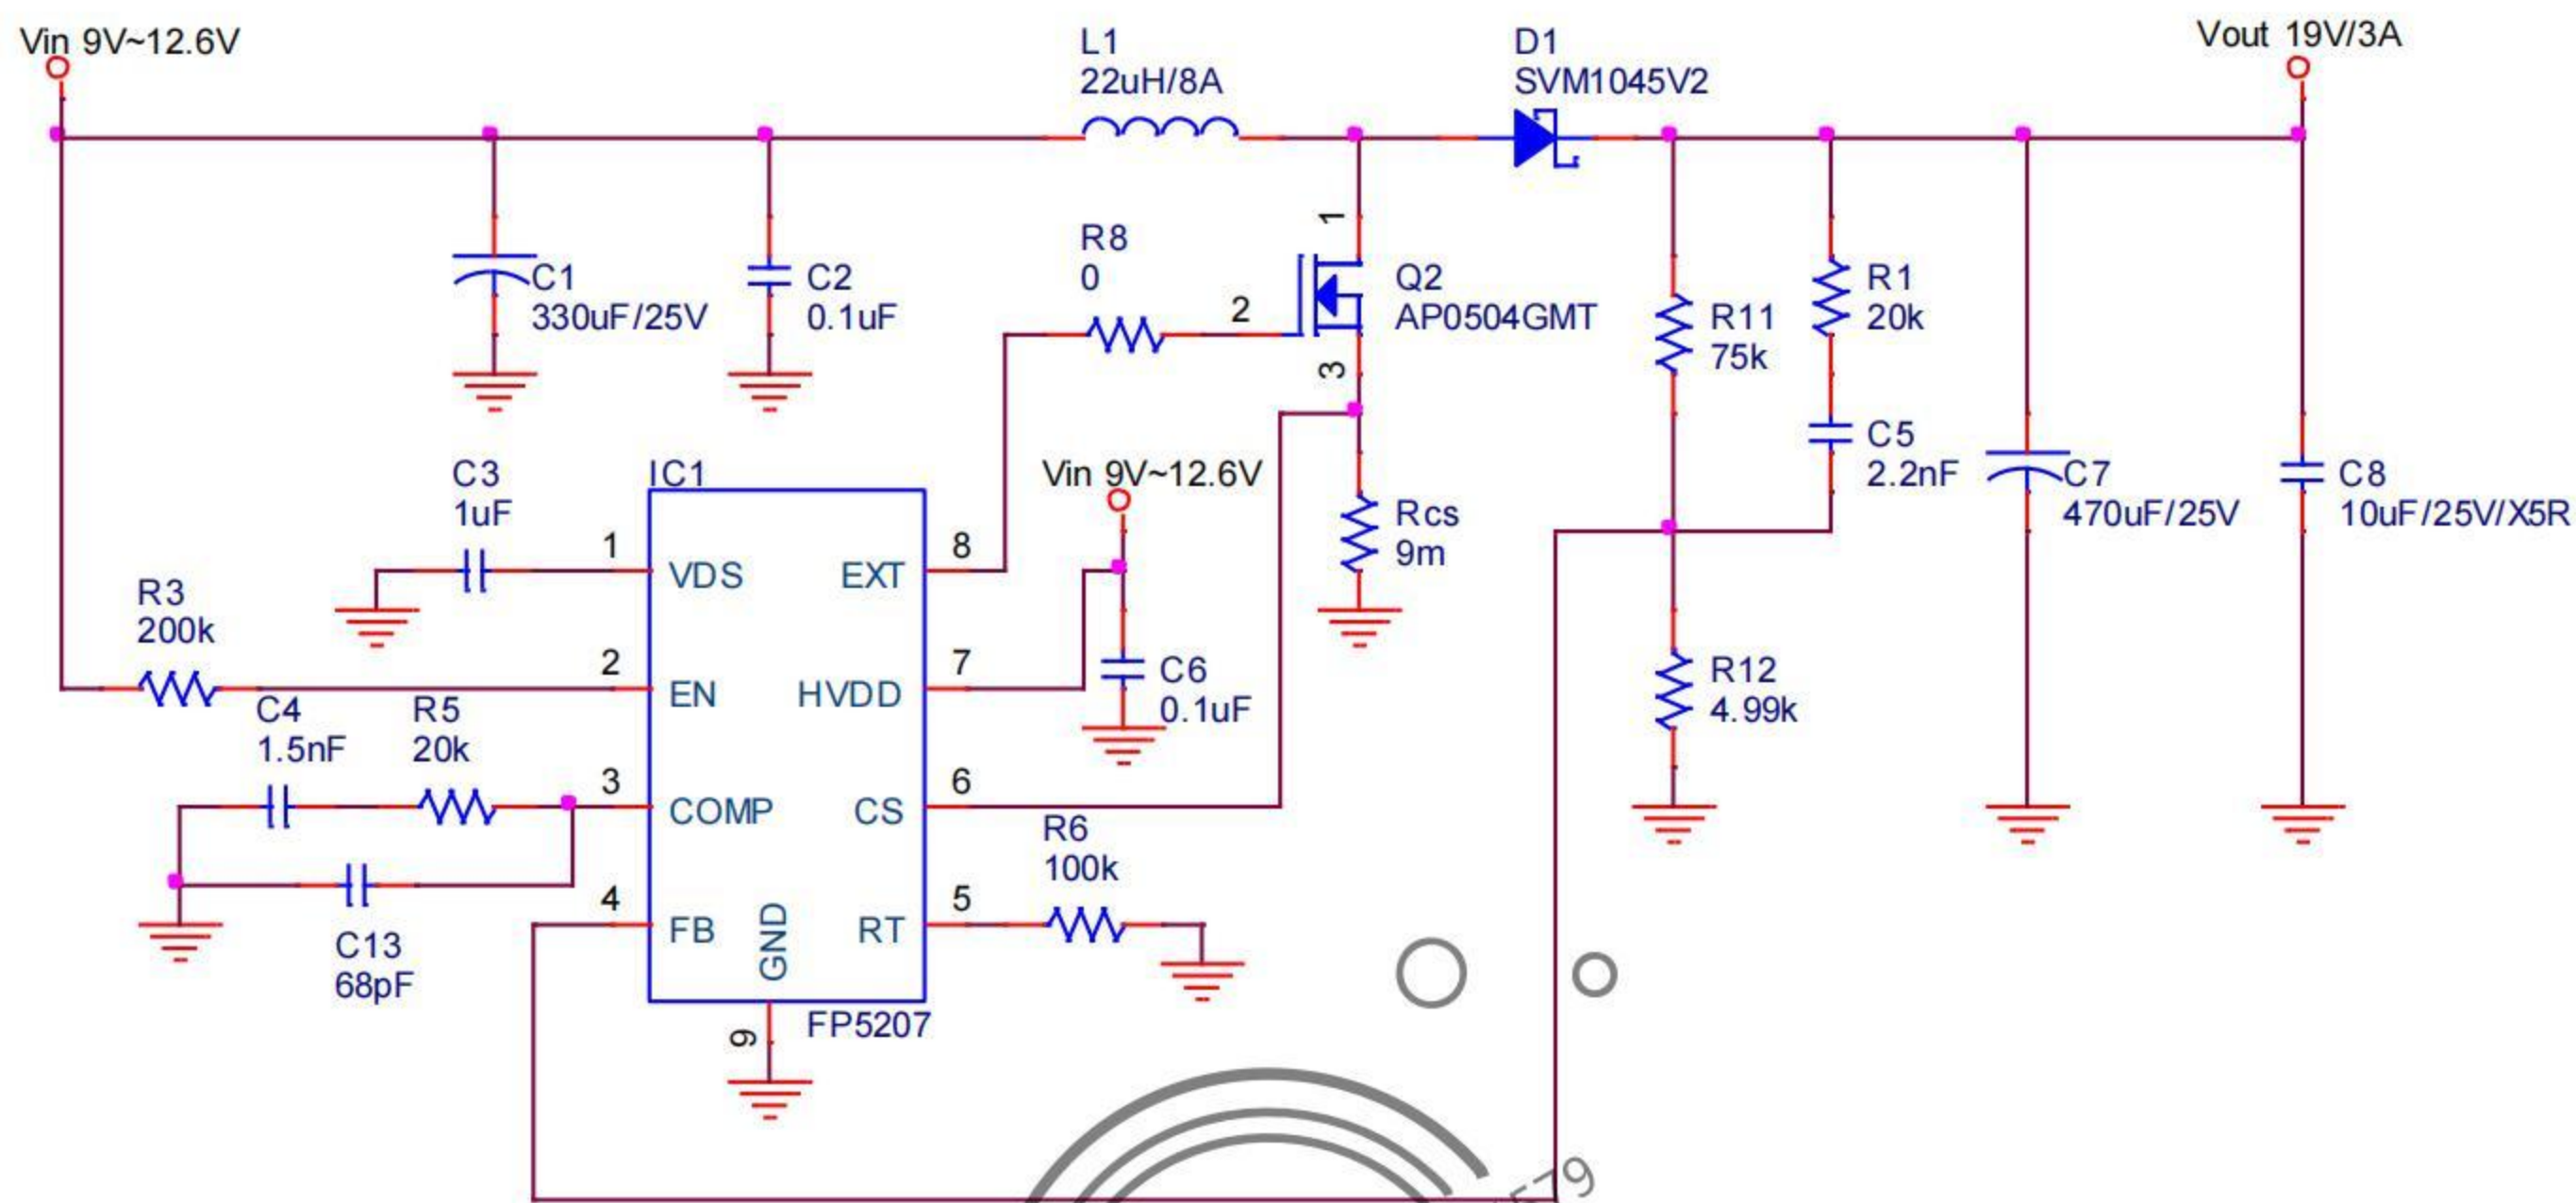 Vin 9V~12.6V
L1
22uH/8A
D1
SVM1045V2
Vout 19V/3A
C1
330uF/25V
C2
0.1uF
R8
0
1
2
3
Q2
AP0504GMT
R11
75k
R1
20k
C5
2.2nF
C7
470uF/25V
C8
10uF/25V/X5R
C3
1uF
IC1
Vin 9V~12.6V
Rcs
9m
R3
200k
1
VDS
EXT
8
2
EN
HVDD
7
C6
0.1uF
R12
4.99k
C4
1.5nF
R5
20k
3
COMP
CS
6
R6
100k
4
FB
GND
RT
5
C13
68pF
9
FP5207
579